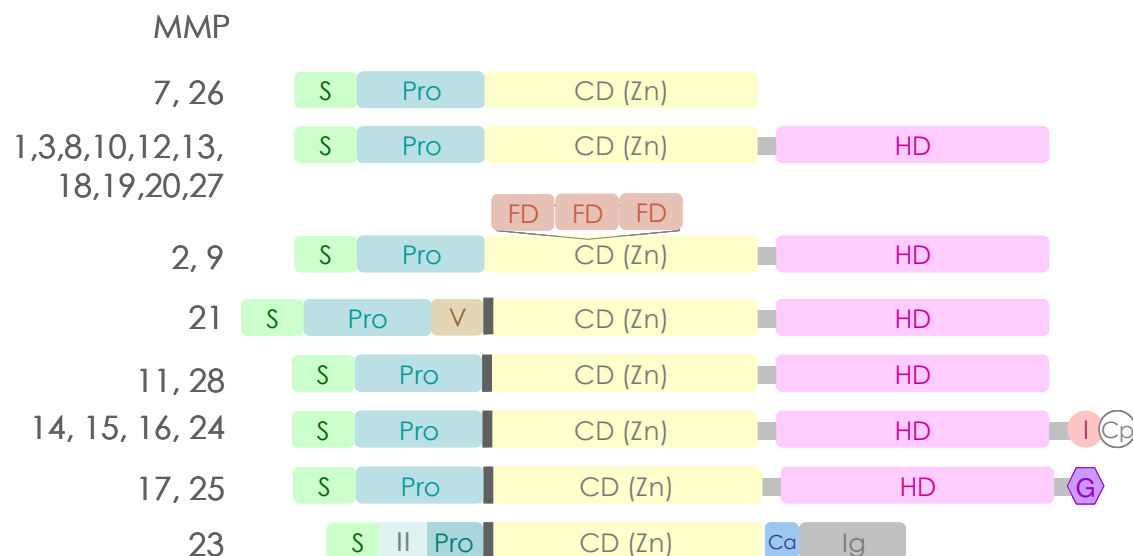 MMP
7, 26 S Pro CD (Zn)
1,3,8,10,12,13, S Pro CD (Zn) HD
18,19,20,27
FD FD FD
2, 9 S Pro CD (Zn) HD
21 S Pro V CD (Zn) HD
11, 28 S Pro CD (Zn) HD
14, 15, 16, 24 S Pro CD (Zn) HD I Cp
17, 25 S Pro CD (Zn) HD G
23 S II Pro CD (Zn) Ca Ig